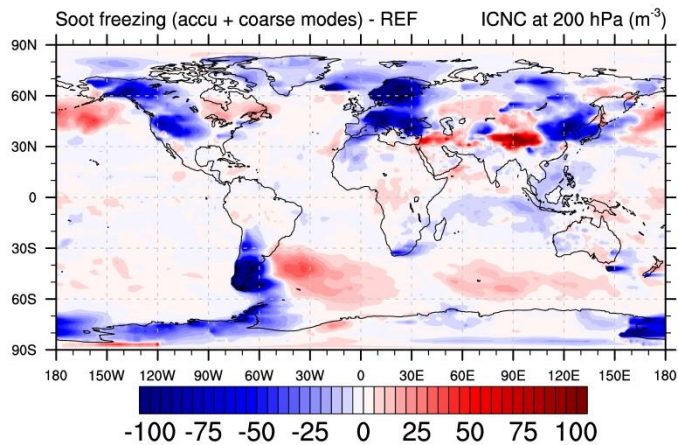 Soot freezing (accu + coarse modes) - REF ICNC at 200 hPa (m⁻³)
90N
60N
30N
0
30S
60S
90S
180 150W 120W 90W 60W 30W 0 30E 60E 90E 120E 150E 180
-100 -75 -50 -25 0 25 50 75 100